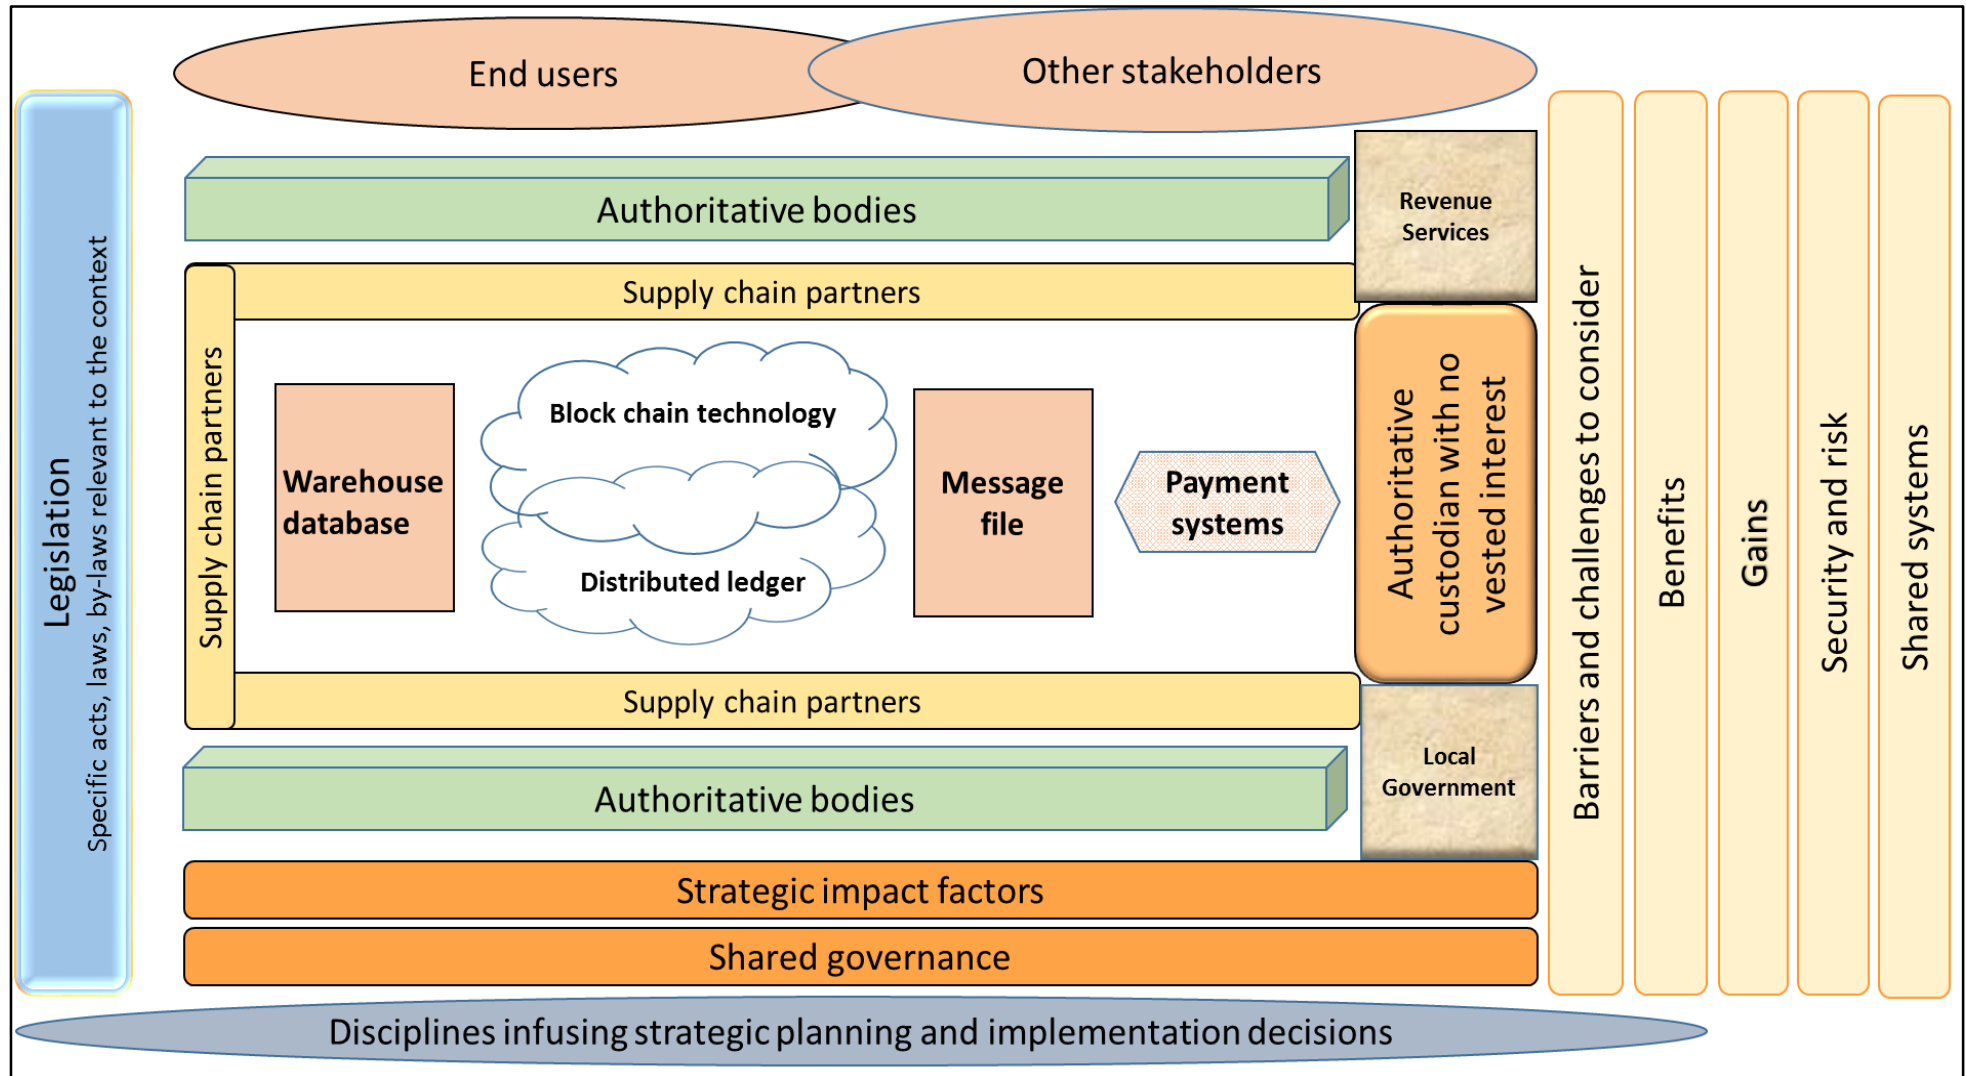 End users
Other stakeholders
Legislation
Specific acts, laws, by-laws relevant to the context
Authoritative bodies
Revenue
Services
Supply chain partners
Supply chain partners
Warehouse
database
Block chain technology
Distributed ledger
Message
file
Payment
systems
Authoritative
custodian with no
vested interest
Supply chain partners
Authoritative bodies
Local
Government
Strategic impact factors
Shared governance
Disciplines infusing strategic planning and implementation decisions
Barriers and challenges to consider
Benefits
Gains
Security and risk
Shared systems